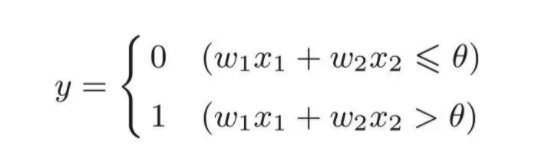 y = { 0 (w₁x₁ + w₂x₂ ⩽ θ)
1 (w₁x₁ + w₂x₂ > θ)